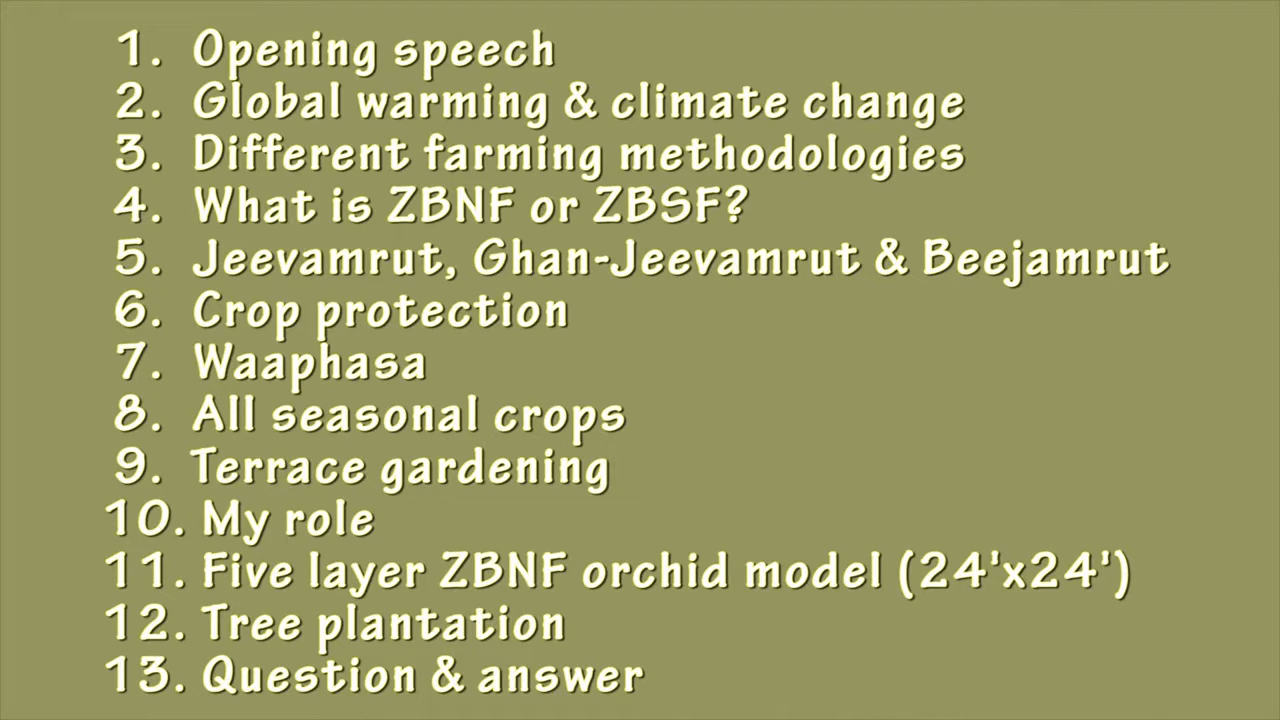 1. Opening speech
2. Global warming & climate change
3. Different farming methodologies
4. What is ZBNF or ZBSF?
5. Jeevamrut, Ghan-Jeevamrut & Beejamrut
6. Crop protection
7. Waaphasa
8. All seasonal crops
9. Terrace gardening
10. My role
11. Five layer ZBNF orchid model (24'x24')
12. Tree plantation
13. Question & answer